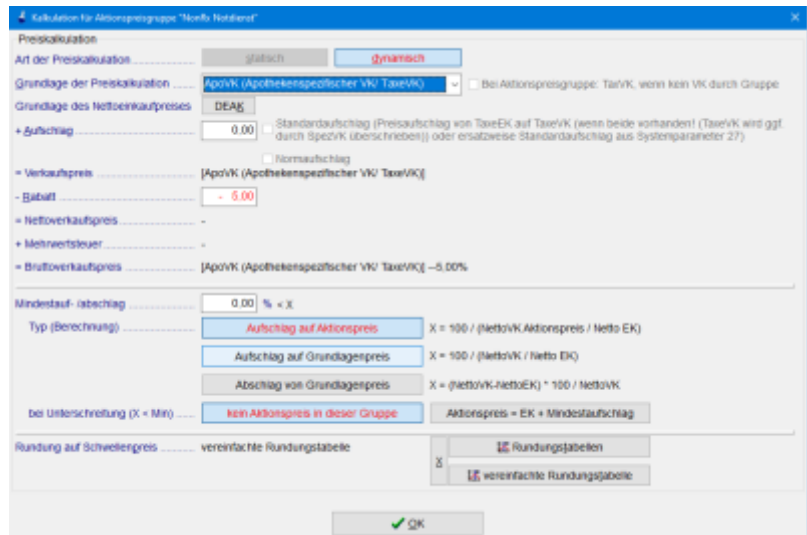 Kalkulation für Aktionspreisgruppe "Nonrx Notdienst"
Preiskalkulation
Art der Preiskalkulation statisch dynamisch
Grundlage der Preiskalkulation ApoVK (Apothekenspezifischer VK/ TaxeVK) Bei Aktionspreisgruppe: TaxVK, wenn kein VK durch Gruppe
Grundlage des Nettoeinkaufpreises DEAK
+ Aufschlag 0,00 Standardaufschlag (Preisaufschlag von TaxeEK auf TaxeVK (wenn beide vorhanden! (TaxeVK wird ggf.
durch SpezVK überschrieben)) oder ersatzweise Standardaufschlag aus Systemparameter 27)
Normaufschlag
= Verkaufspreis [ApoVK (Apothekenspezifischer VK/ TaxeVK)]
- Rabatt - 5,00
= Nettoverkaufspreis -
+ Mehrwertsteuer -
= Bruttoverkaufspreis [ApoVK (Apothekenspezifischer VK/ TaxeVK)] --5,00%
Mindestauf- /abschlag 0,00 % < X
Typ (Berechnung) Aufschlag auf Aktionspreis X = 100 / (NettoVK.Aktionspreis / Netto EK)
Aufschlag auf Grundlagenpreis X = 100 / (NettoVK / Netto EK)
Abschlag von Grundlagenpreis X = (NettoVK-NettoEK) * 100 / NettoVK
bei Unterschreitung (X < Min) kein Aktionspreis in dieser Gruppe Aktionspreis = EK + Mindestaufschlag
Rundung auf Schwellenpreis vereinfachte Rundungstabelle X Rundungstabellen
vereinfachte Rundungstabelle
OK